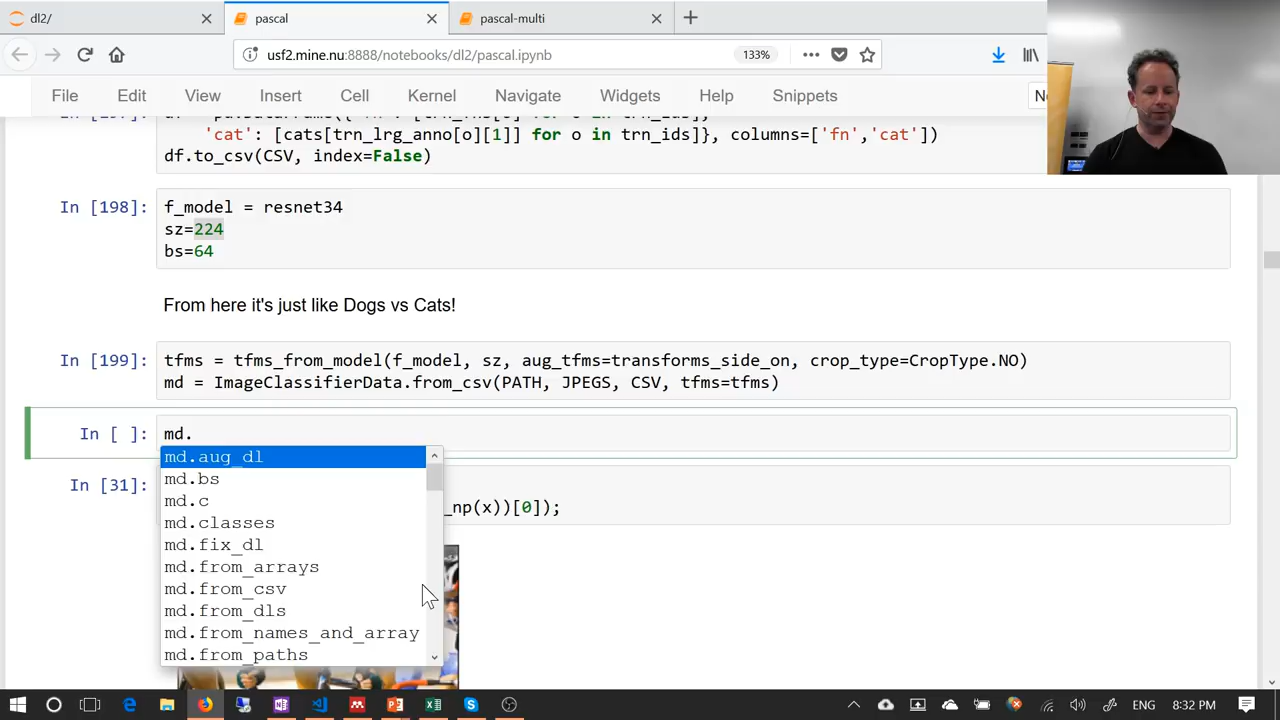 dl2/
pascal
pascal-multi
usf2.mine.nu:8888/notebooks/dl2/pascal.ipynb
133%
File Edit View Insert Cell Kernel Navigate Widgets Help Snippets
'cat': [cats[trn_lrg_anno[o][1]] for o in trn_ids]}, columns=['fn','cat'])
df.to_csv(CSV, index=False)
In [198]: f_model = resnet34
sz=224
bs=64
From here it's just like Dogs vs Cats!
In [199]: tfms = tfms_from_model(f_model, sz, aug_tfms=transforms_side_on, crop_type=CropType.NO)
md = ImageClassifierData.from_csv(PATH, JPEGS, CSV, tfms=tfms)
In [ ]: md.
md.aug_dl
md.bs
md.c
In [31]:
md.classes
_np(x))[0]);
md.fix_dl
md.from_arrays
md.from_csv
md.from_dls
md.from_names_and_array
md.from_paths
ENG 8:32 PM